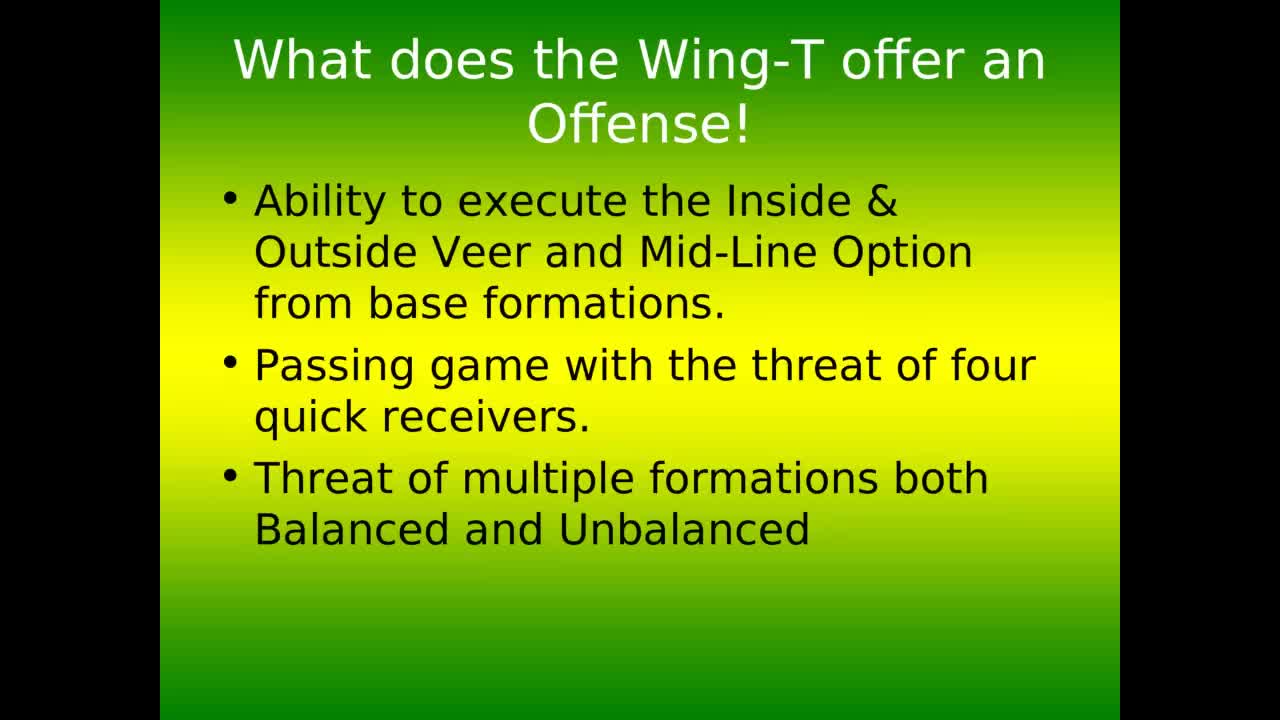 What does the Wing-T offer an
Offense!
• Ability to execute the Inside &
Outside Veer and Mid-Line Option
from base formations.
• Passing game with the threat of four
quick receivers.
• Threat of multiple formations both
Balanced and Unbalanced